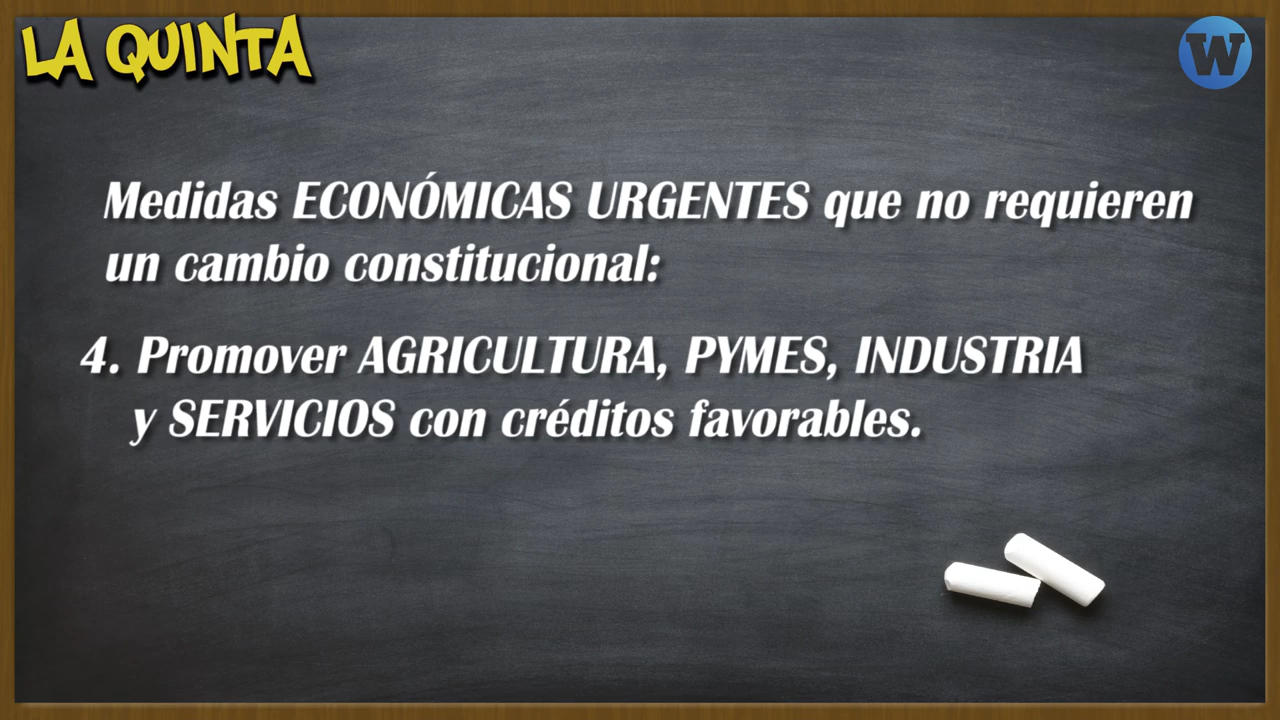 LA QUINTA
W
Medidas ECONÓMICAS URGENTES que no requieren
un cambio constitucional:
4. Promover AGRICULTURA, PYMES, INDUSTRIA
y SERVICIOS con créditos favorables.